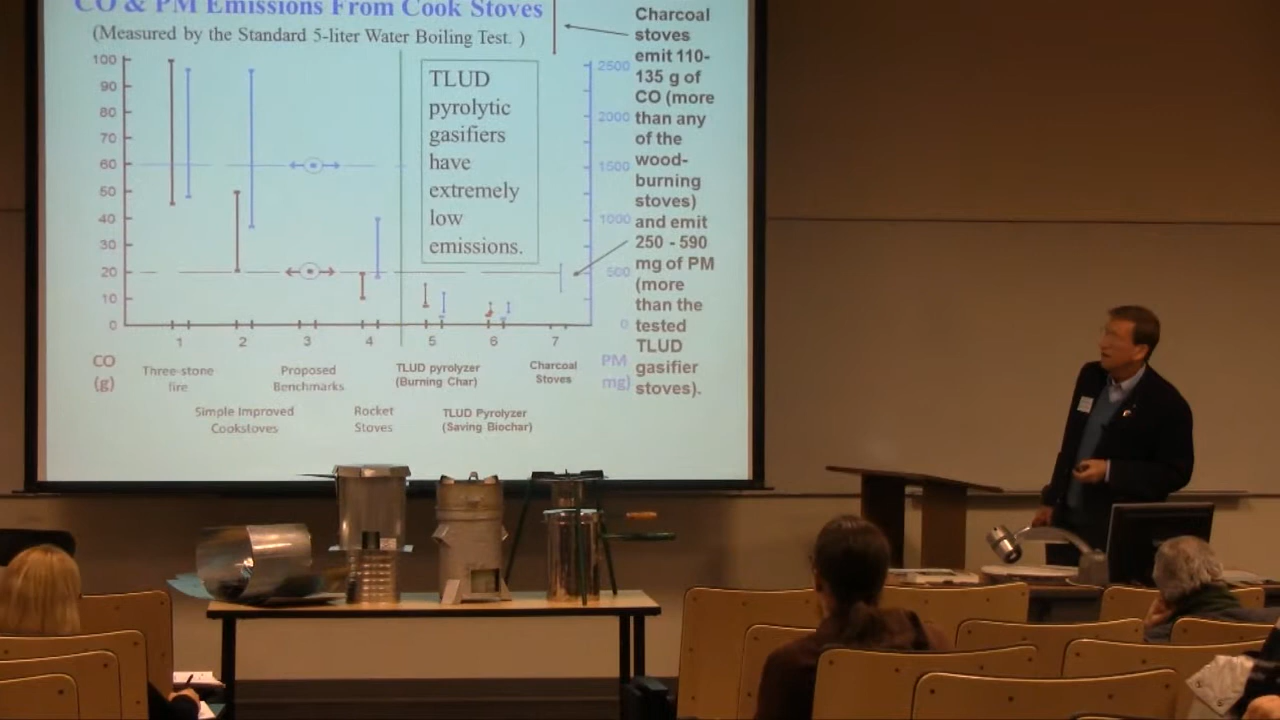 CO & PM Emissions From Cook Stoves
(Measured by the Standard 5-liter Water Boiling Test. )
100
90
80
70
60
50
40
30
20
10
0
TLUD
pyrolytic
gasifiers
have
extremely
low
emissions.
2500
2000
1500
1000
500
0
Charcoal
stoves
emit 110-
135 g of
CO (more
than any
of the
wood-
burning
stoves)
and emit
250 - 590
mg of PM
(more
than the
tested
TLUD
gasifier
stoves).
1 2 3 4 5 6 7
CO
(g)
PM
mg)
Three-stone
fire
Simple Improved
Cookstoves
Proposed
Benchmarks
Rocket
Stoves
TLUD pyrolyzer
(Burning Char)
TLUD Pyrolyzer
(Saving Biochar)
Charcoal
Stoves